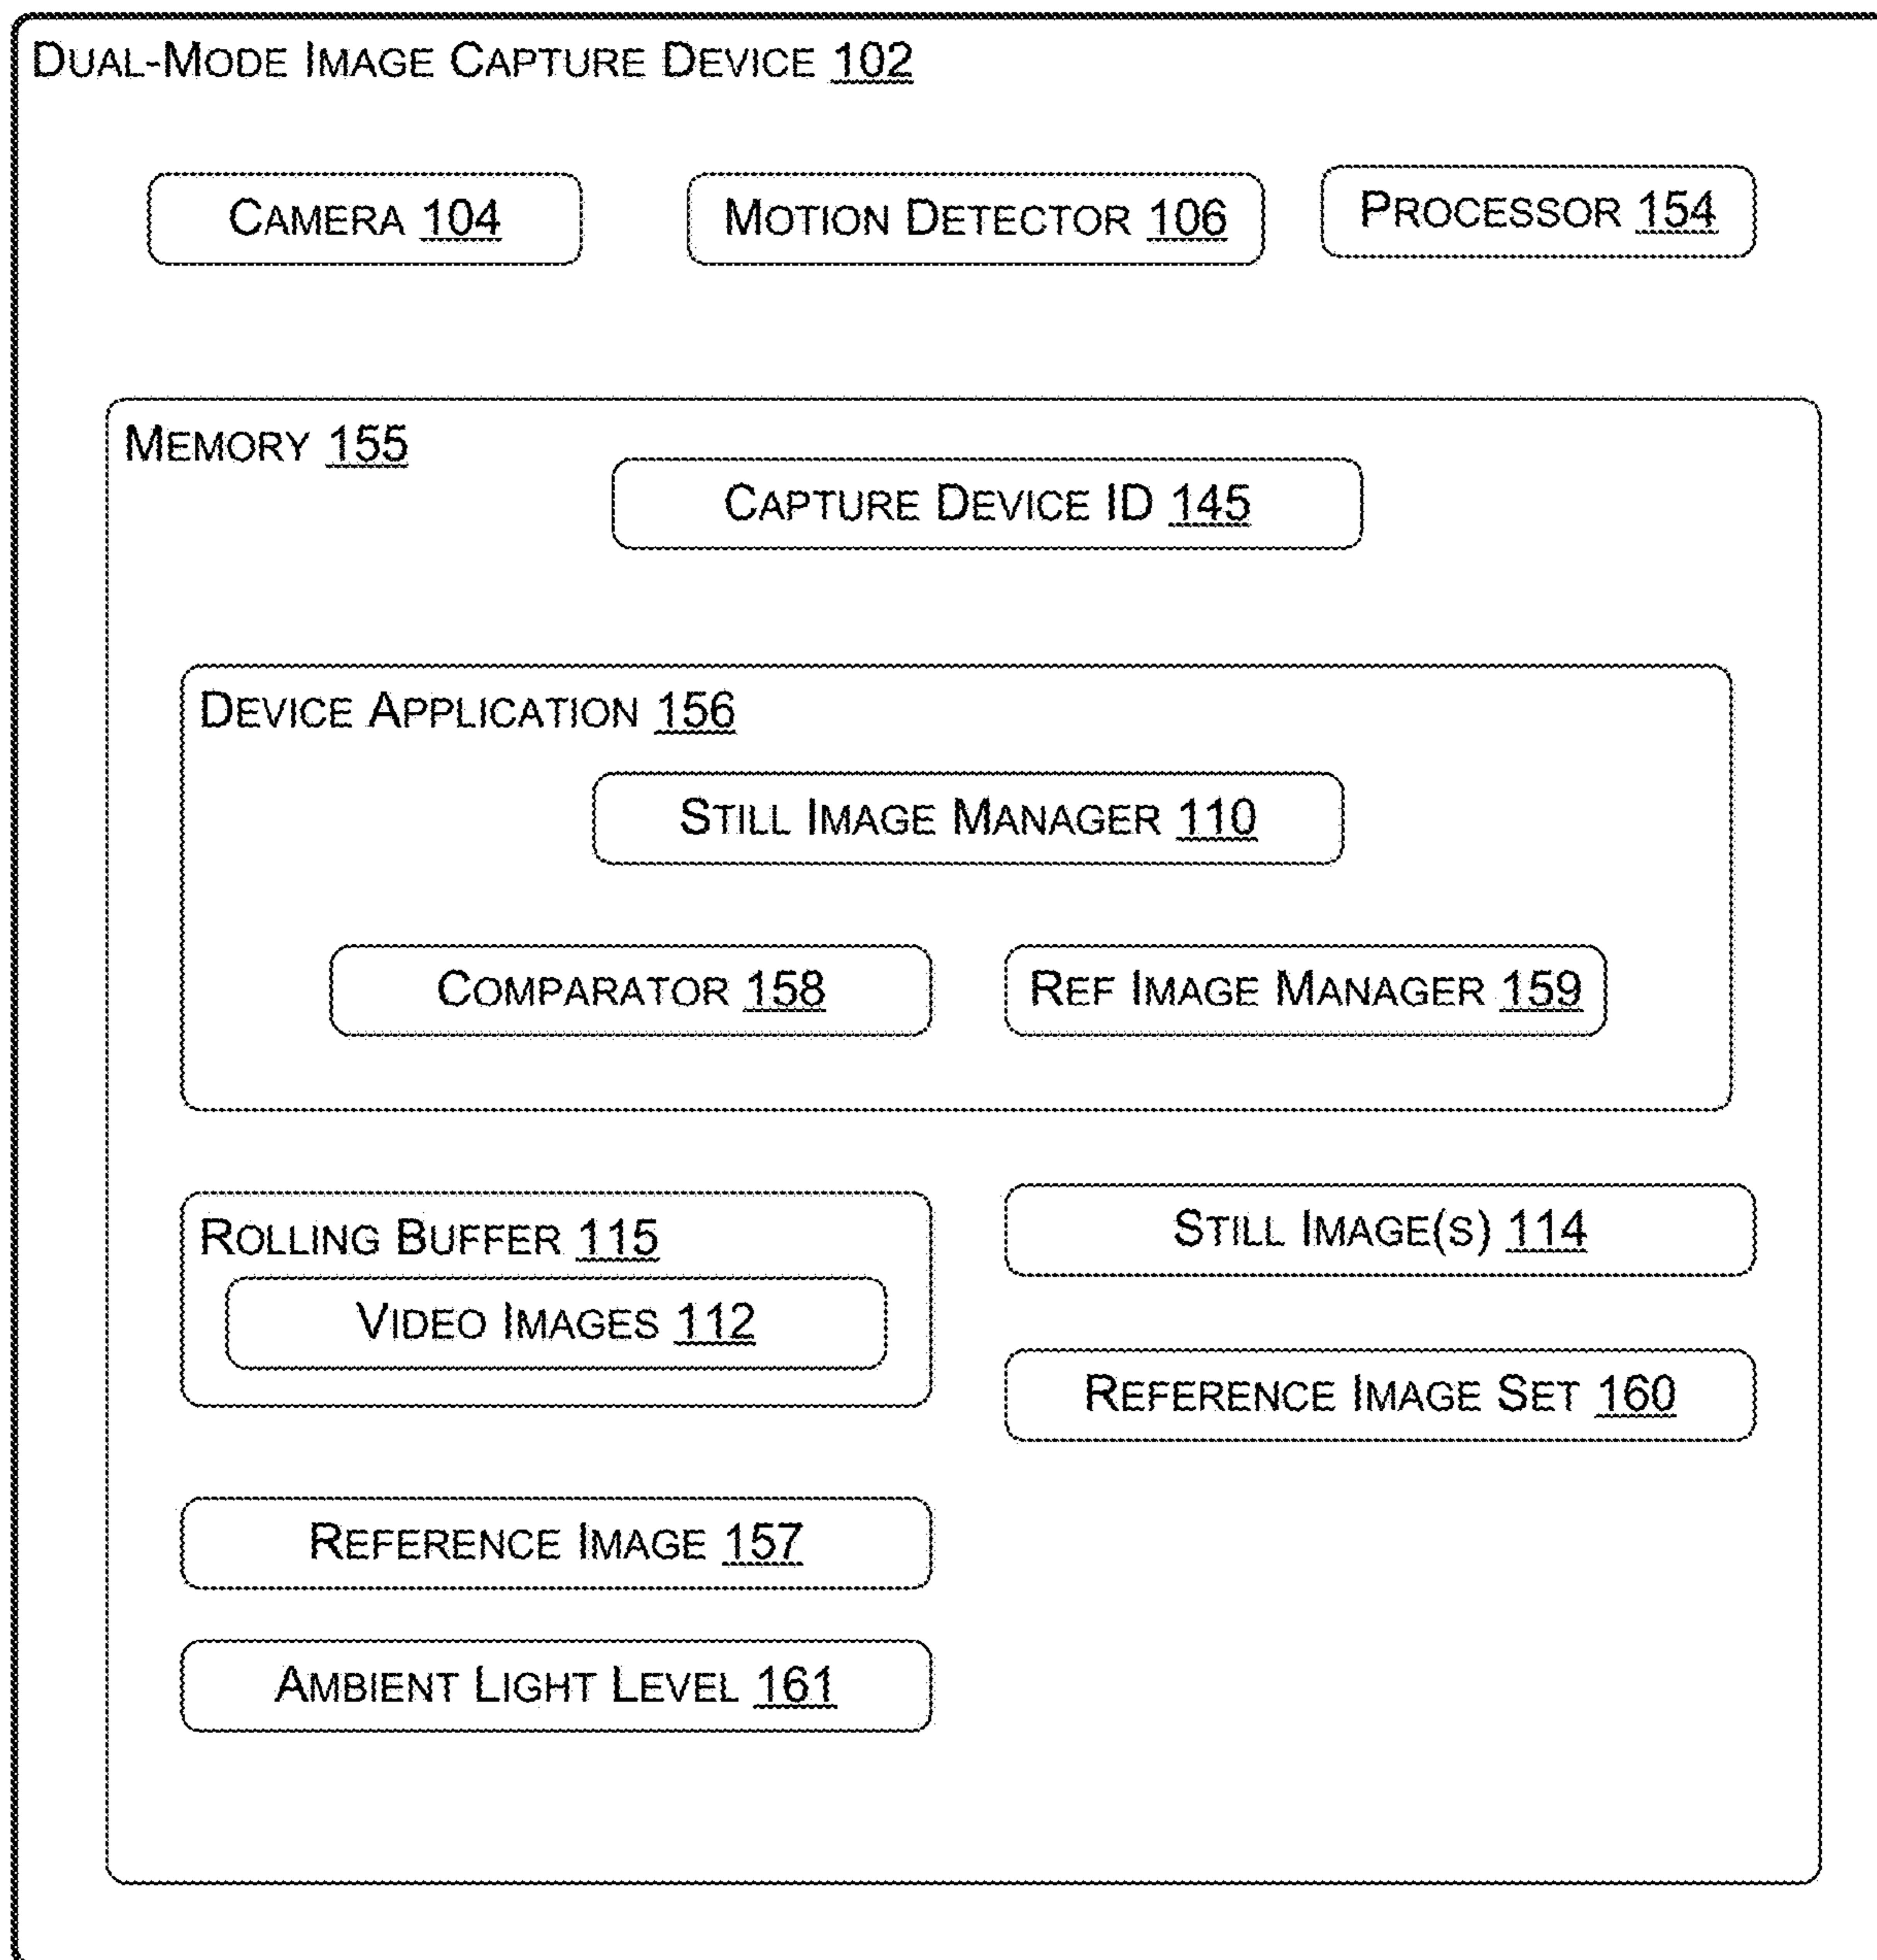 DUAL-MODE IMAGE CAPTURE DEVICE 102
CAMERA 104
MOTION DETECTOR 106
PROCESSOR 154
MEMORY 155
CAPTURE DEVICE ID 145
DEVICE APPLICATION 156
STILL IMAGE MANAGER 110
COMPARATOR 158
REF IMAGE MANAGER 159
ROLLING BUFFER 115
VIDEO IMAGES 112
STILL IMAGE(S) 114
REFERENCE IMAGE SET 160
REFERENCE IMAGE 157
AMBIENT LIGHT LEVEL 161